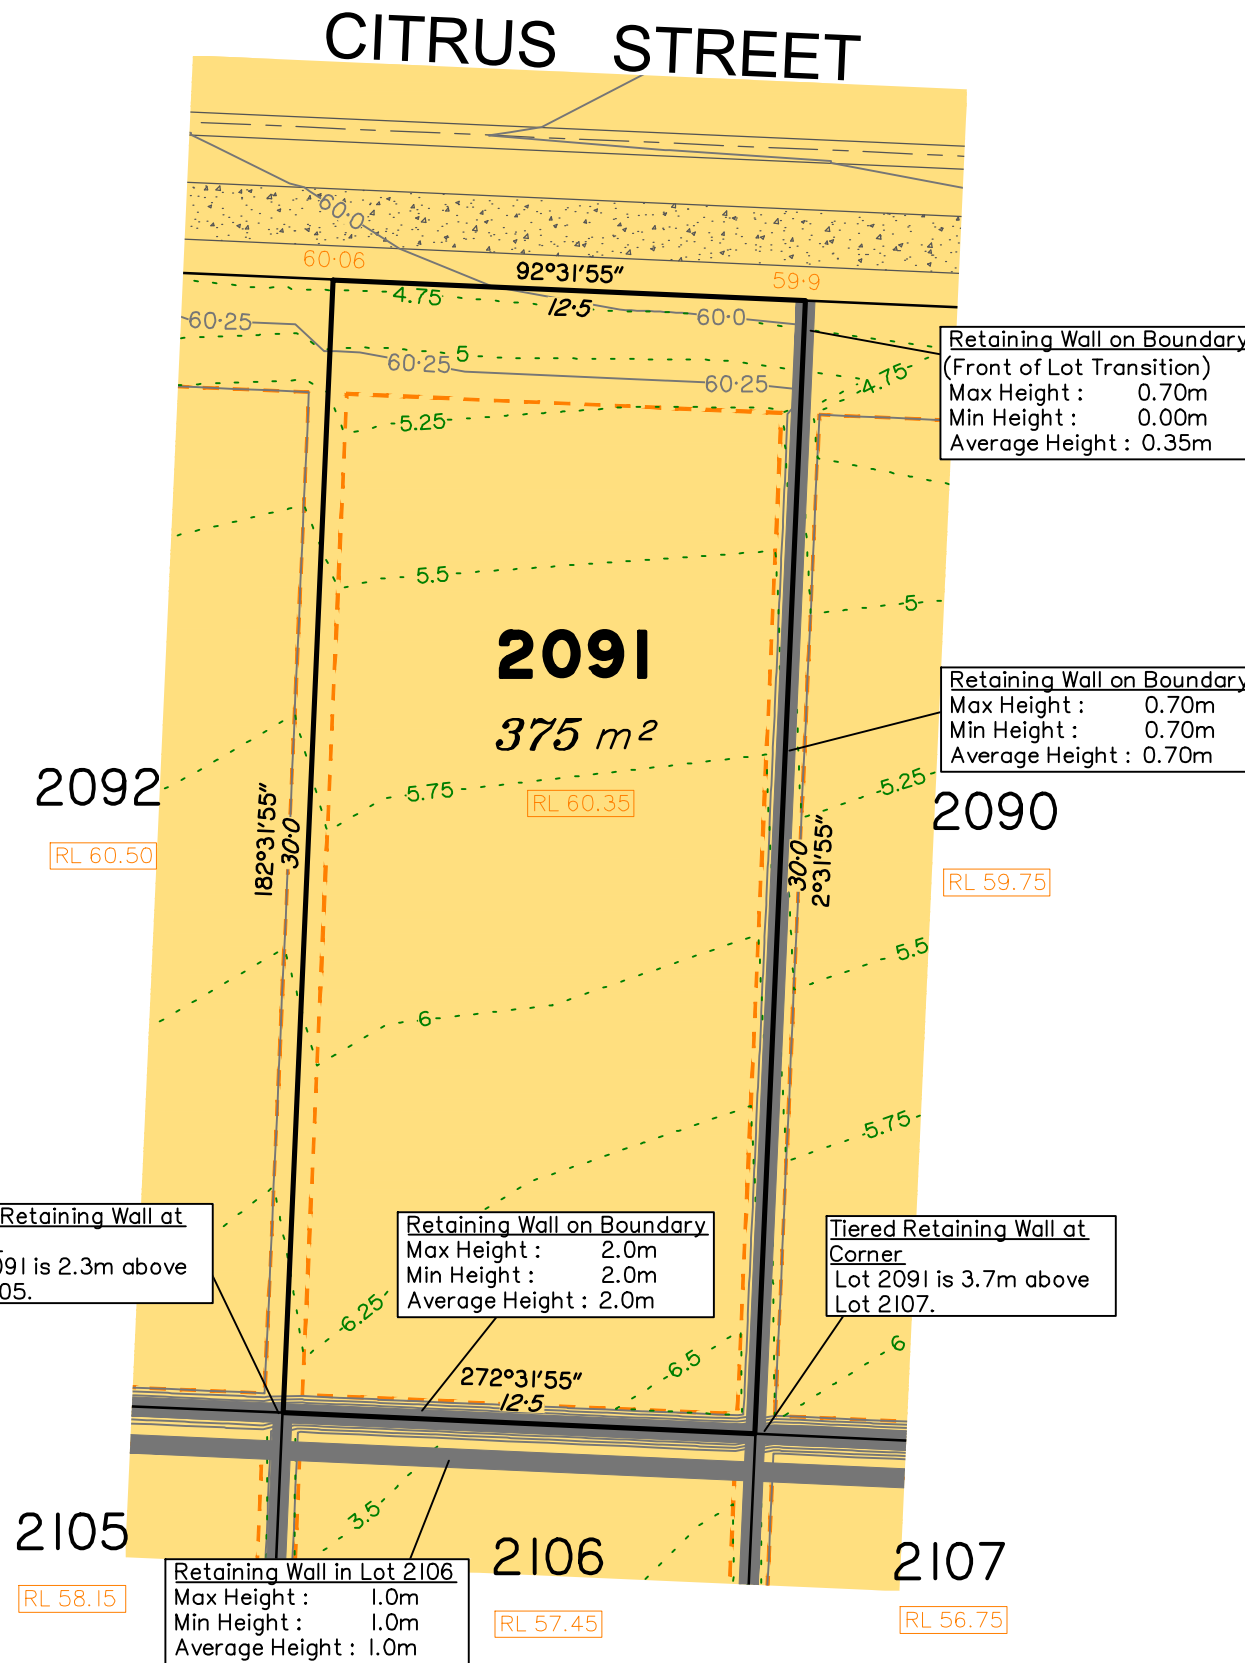 CITRUS STREET
60·0
60·06
92°31'55"
59·9
4.75
12·5
60·25
60·0
5
60·25
60·25
4.75
5.25
Retaining Wall on Boundary
(Front of Lot Transition)
Max Height : 0.70m
Min Height : 0.00m
Average Height : 0.35m
5.5
5
2091
375 m²
Retaining Wall on Boundary
Max Height : 0.70m
Min Height : 0.70m
Average Height : 0.70m
2092
5.75
RL 60.35
5.25
2090
RL 60.50
182°31'55"
30·0
30·0
2°31'55"
RL 59.75
5.5
6
5.75
Retaining Wall at
091 is 2.3m above
05.
Retaining Wall on Boundary
Max Height : 2.0m
Min Height : 2.0m
Average Height : 2.0m
Tiered Retaining Wall at
Corner
Lot 2091 is 3.7m above
Lot 2107.
6.25
6.5
6
272°31'55"
12·5
3.5
2105
2106
2107
RL 58.15
Retaining Wall in Lot 2106
Max Height : 1.0m
Min Height : 1.0m
Average Height : 1.0m
RL 57.45
RL 56.75